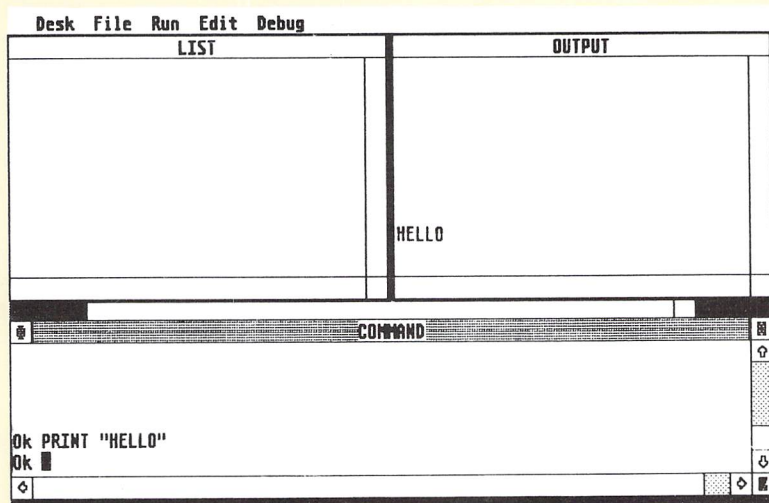 Desk File Run Edit Debug
LIST
OUTPUT
HELLO
COMMAND
Ok PRINT "HELLO"
Ok